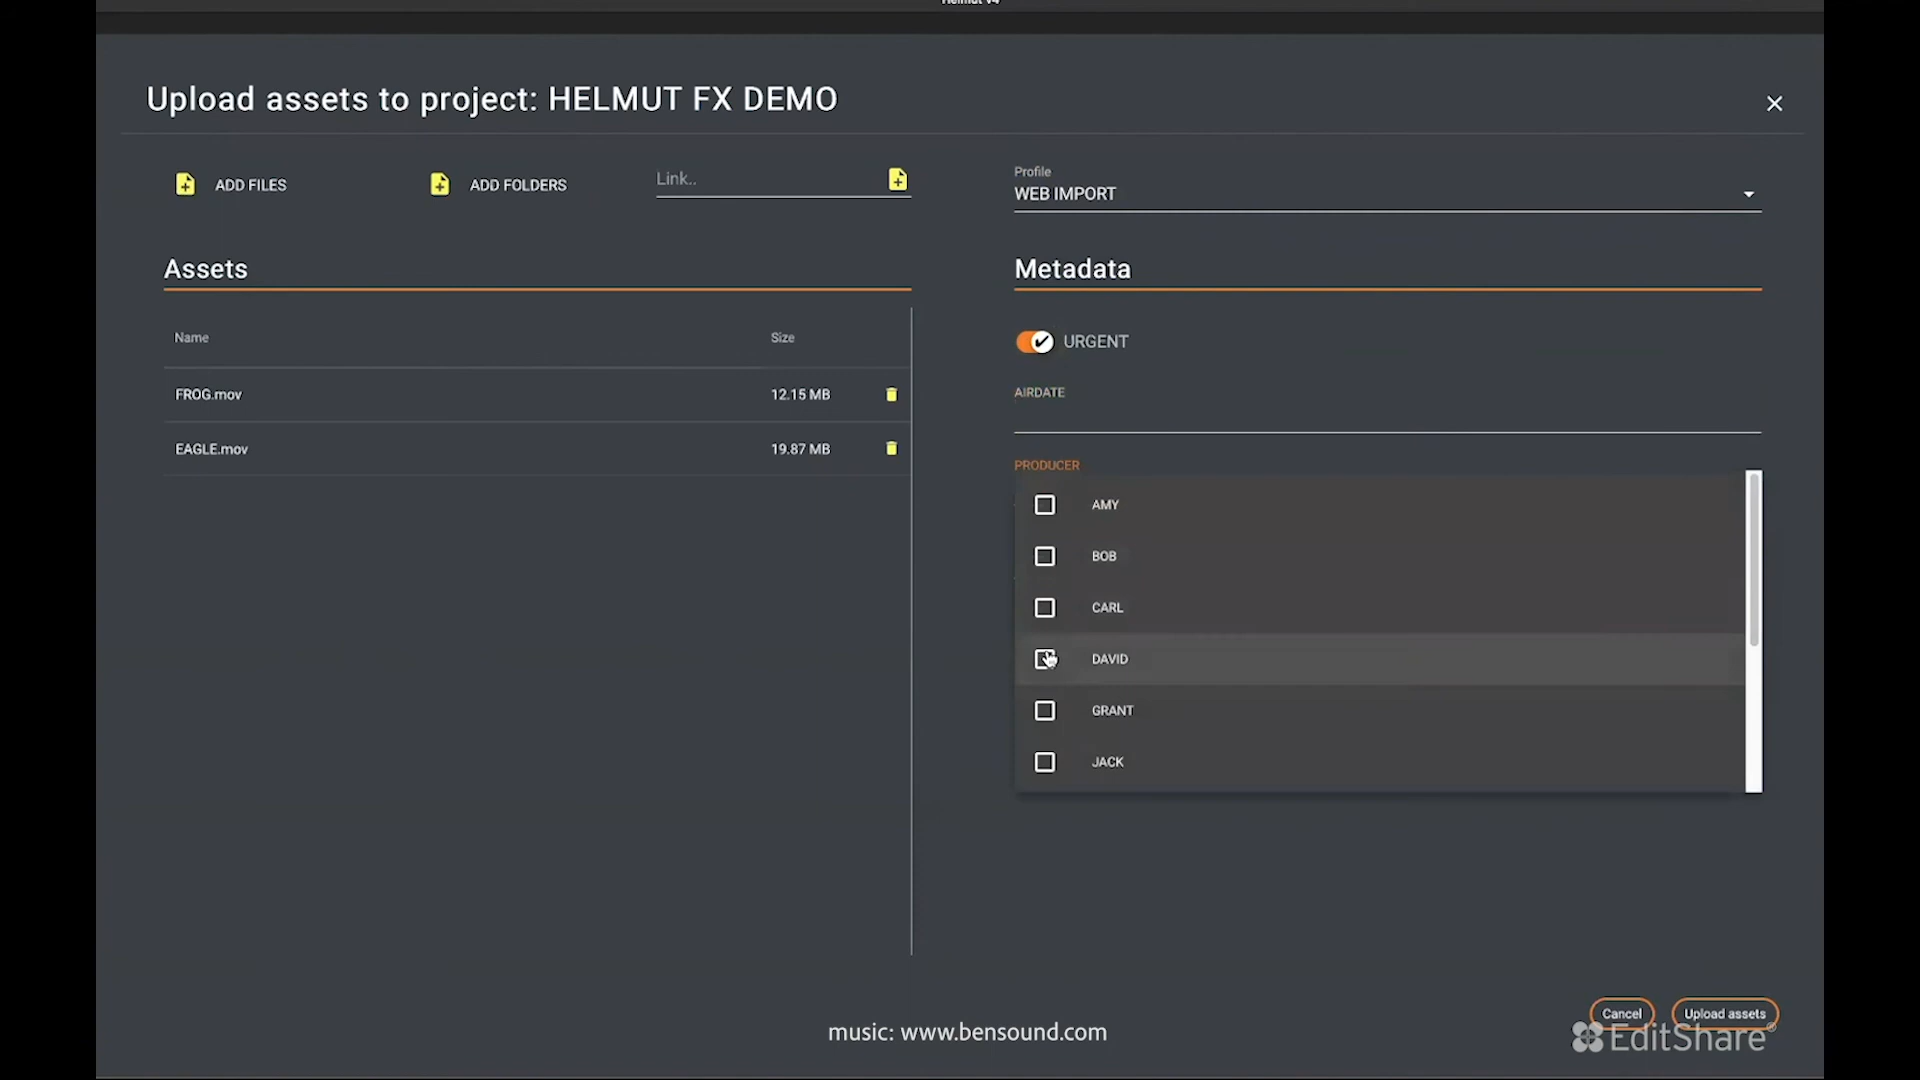 Helmut v4
Upload assets to project: HELMUT FX DEMO
ADD FILES
ADD FOLDERS
Link..
Profile
WEB IMPORT
Assets
Metadata
Name
Size
URGENT
FROG.mov
12.15 MB
AIRDATE
EAGLE.mov
19.87 MB
PRODUCER
AMY
BOB
CARL
DAVID
GRANT
JACK
Cancel
Upload assets
music: www.bensound.com
EditShare®